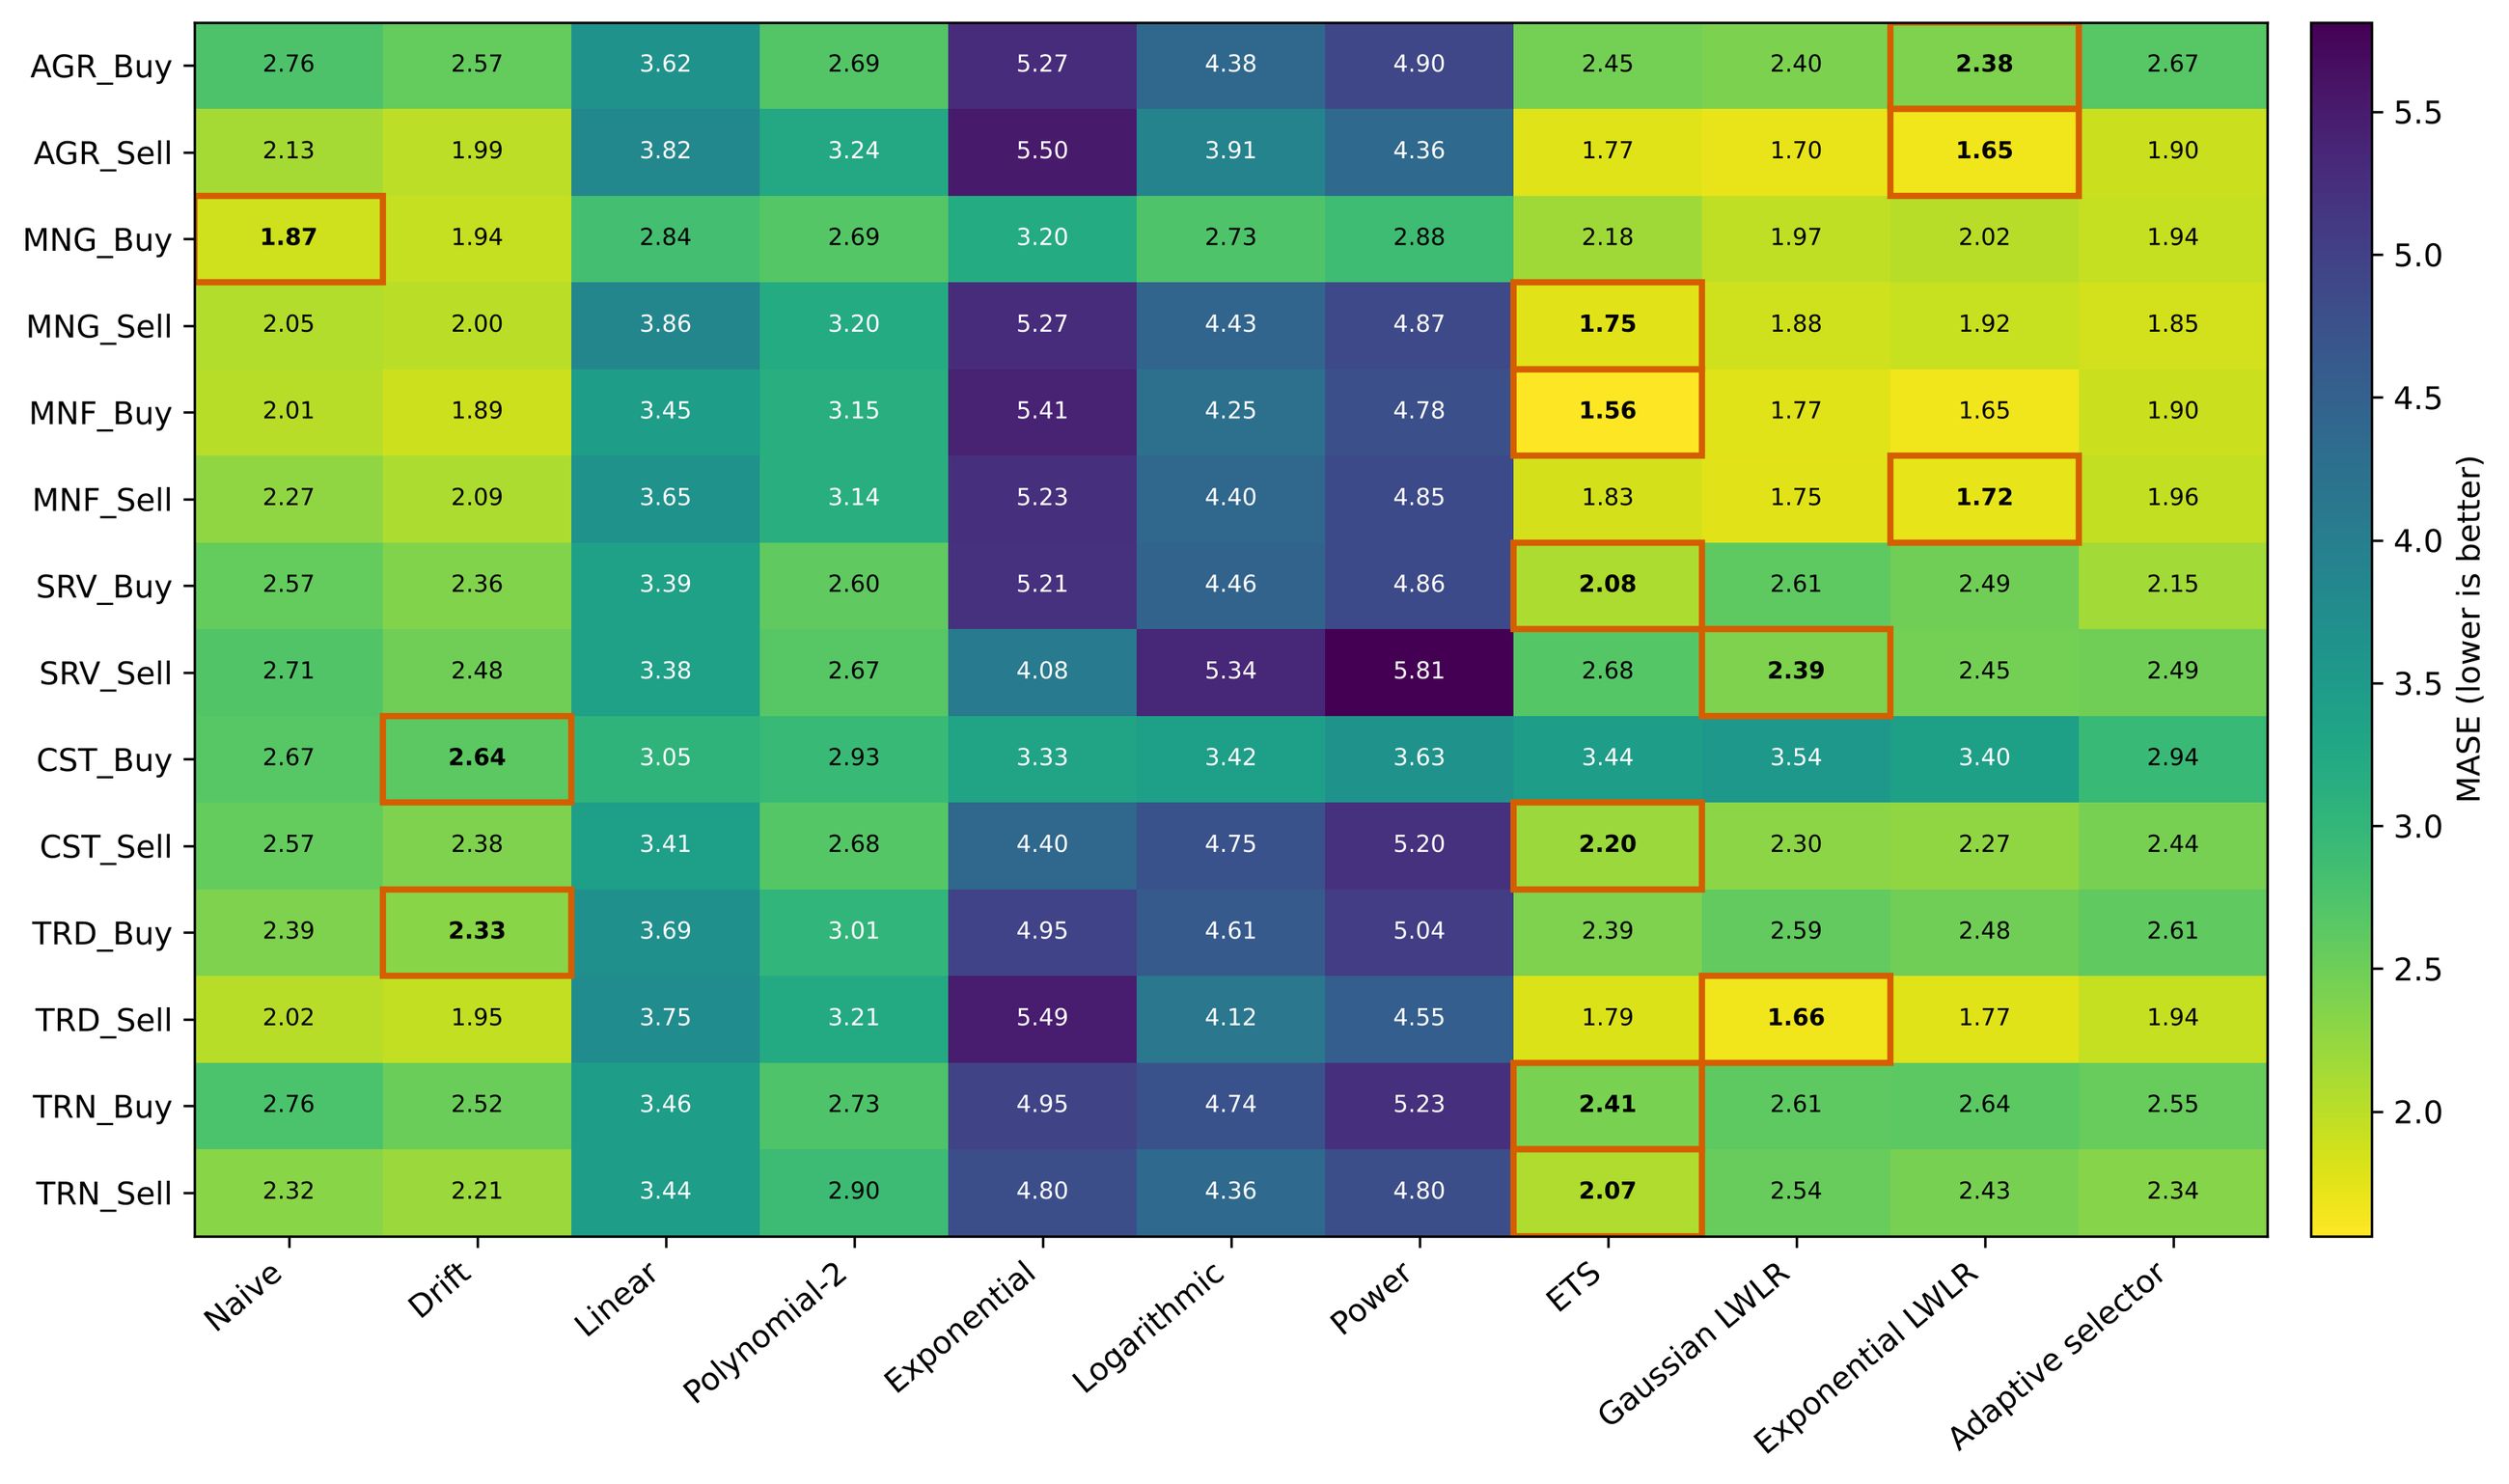 AGR_Buy 2.76 2.57 3.62 2.69 5.27 4.38 4.90 2.45 2.40 2.38 2.67
AGR_Sell 2.13 1.99 3.82 3.24 5.50 3.91 4.36 1.77 1.70 1.65 1.90
MNG_Buy 1.87 1.94 2.84 2.69 3.20 2.73 2.88 2.18 1.97 2.02 1.94
MNG_Sell 2.05 2.00 3.86 3.20 5.27 4.43 4.87 1.75 1.88 1.92 1.85
MNF_Buy 2.01 1.89 3.45 3.15 5.41 4.25 4.78 1.56 1.77 1.65 1.90
MNF_Sell 2.27 2.09 3.65 3.14 5.23 4.40 4.85 1.83 1.75 1.72 1.96
SRV_Buy 2.57 2.36 3.39 2.60 5.21 4.46 4.86 2.08 2.61 2.49 2.15
SRV_Sell 2.71 2.48 3.38 2.67 4.08 5.34 5.81 2.68 2.39 2.45 2.49
CST_Buy 2.67 2.64 3.05 2.93 3.33 3.42 3.63 3.44 3.54 3.40 2.94
CST_Sell 2.57 2.38 3.41 2.68 4.40 4.75 5.20 2.20 2.30 2.27 2.44
TRD_Buy 2.39 2.33 3.69 3.01 4.95 4.61 5.04 2.39 2.59 2.48 2.61
TRD_Sell 2.02 1.95 3.75 3.21 5.49 4.12 4.55 1.79 1.66 1.77 1.94
TRN_Buy 2.76 2.52 3.46 2.73 4.95 4.74 5.23 2.41 2.61 2.64 2.55
TRN_Sell 2.32 2.21 3.44 2.90 4.80 4.36 4.80 2.07 2.54 2.43 2.34
Naive
Drift
Linear
Polynomial-2
Exponential
Logarithmic
Power
ETS
Gaussian LWLR
Exponential LWLR
Adaptive selector
5.5
5.0
4.5
4.0
3.5
3.0
2.5
2.0
MASE (lower is better)